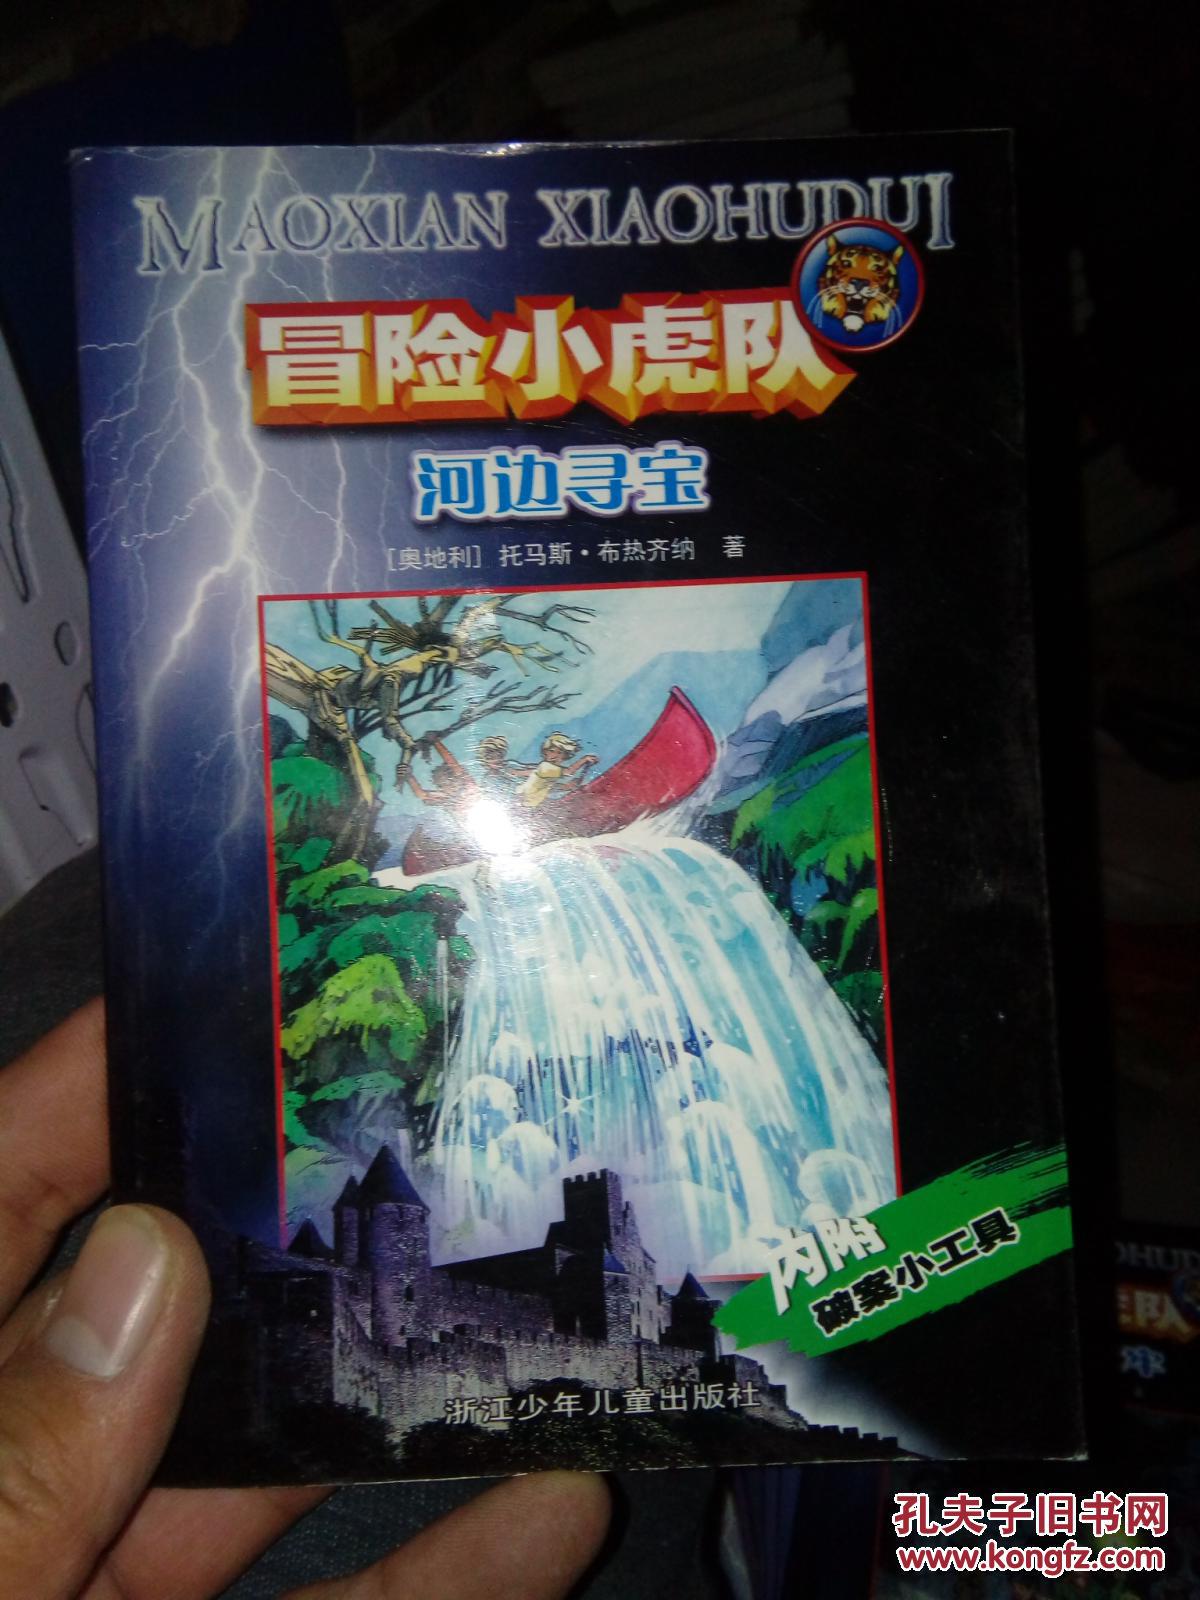 MAOXIAN XIAOHUDUI
冒险小虎队
河边寻宝
[奥地利] 托马斯·布热齐纳 著
内附
破案小工具
浙江少年儿童出版社
孔夫子旧书网
www.kongfz.com